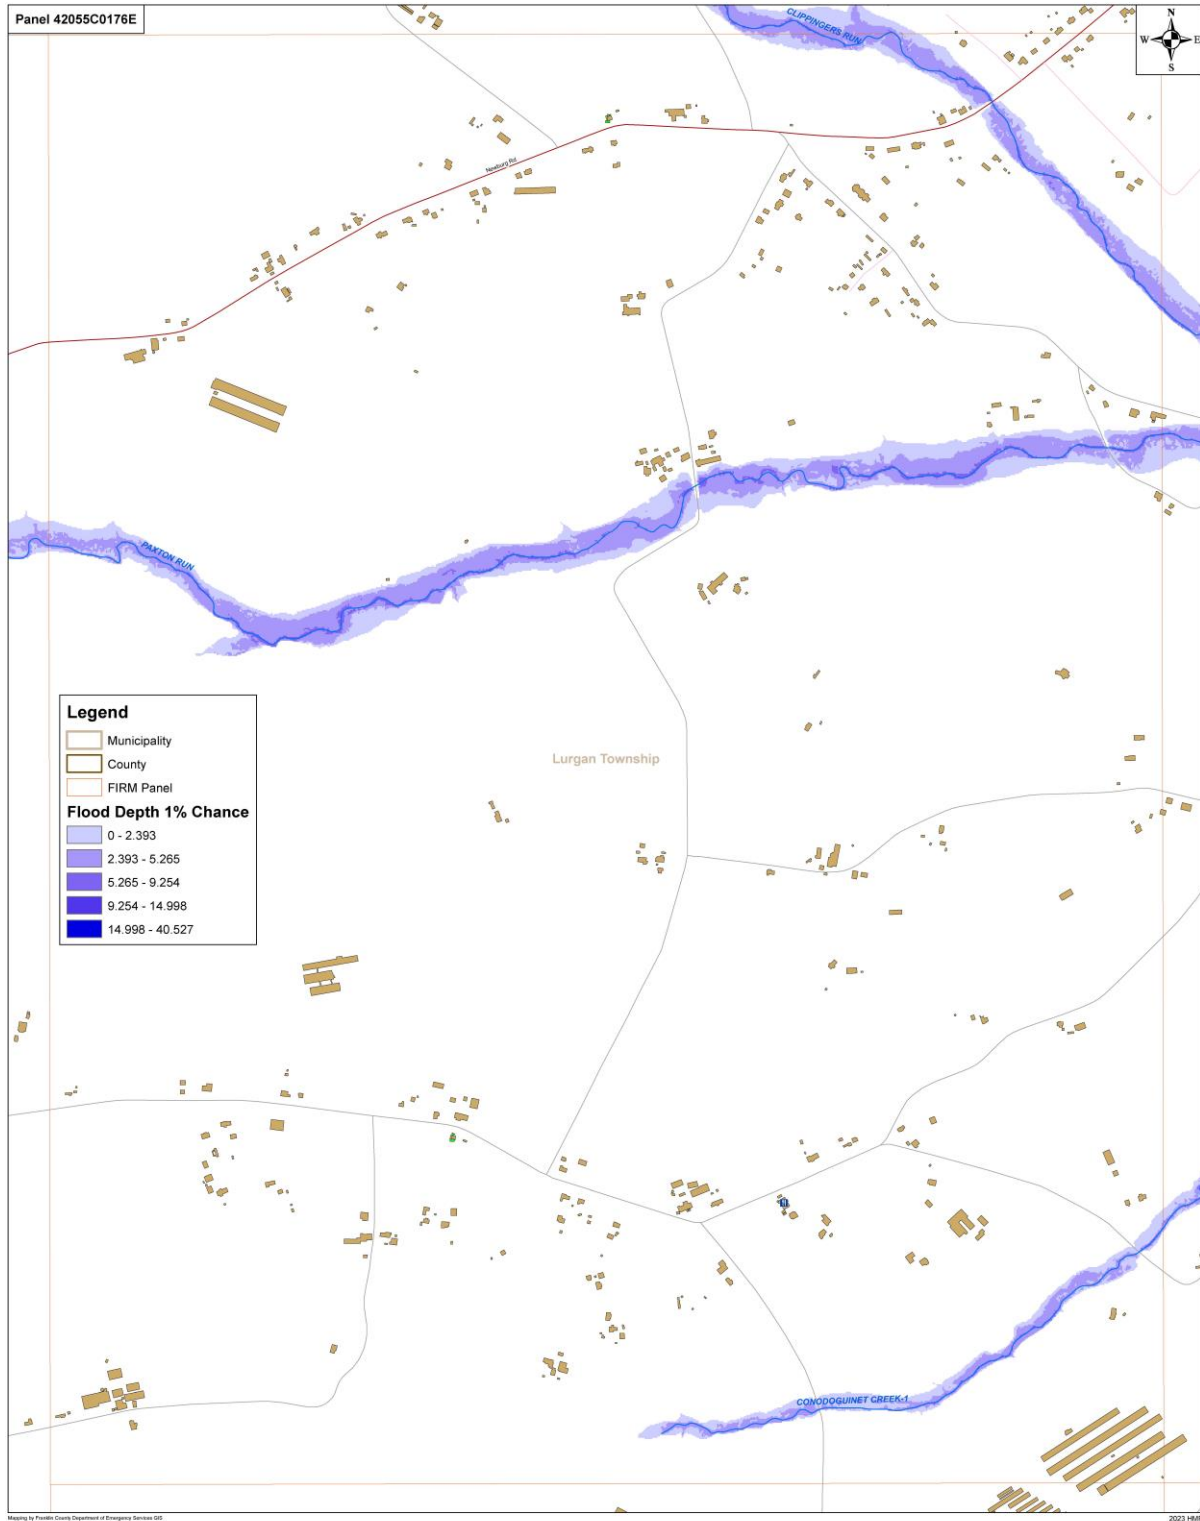 Panel 42055C0176E
CLIPPINGERS RUN
N
W E
S
Newburg Rd
PAXTON RUN
Legend
Municipality
County
FIRM Panel
Flood Depth 1% Chance
0 - 2.393
2.393 - 5.265
5.265 - 9.254
9.254 - 14.998
14.998 - 40.527
Lurgan Township
CONODOGUINET CREEK-1
Mapping by Franklin County Department of Emergency Services GIS
2023 HMP